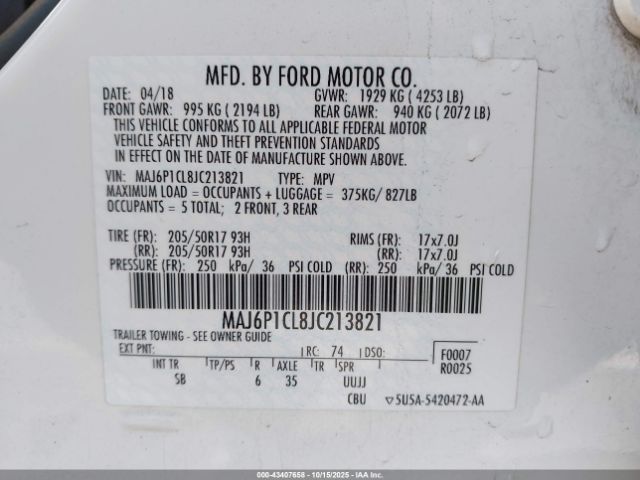 MFD. BY FORD MOTOR CO.
DATE: 04/18 GVWR: 1929 KG ( 4253 LB)
FRONT GAWR: 995 KG ( 2194 LB) REAR GAWR: 940 KG ( 2072 LB)
THIS VEHICLE CONFORMS TO ALL APPLICABLE FEDERAL MOTOR
VEHICLE SAFETY AND THEFT PREVENTION STANDARDS
IN EFFECT ON THE DATE OF MANUFACTURE SHOWN ABOVE.
VIN: MAJ6P1CL8JC213821 TYPE: MPV
MAXIMUM LOAD = OCCUPANTS + LUGGAGE = 375KG/ 827LB
OCCUPANTS = 5 TOTAL; 2 FRONT, 3 REAR
TIRE (FR): 205/50R17 93H RIMS (FR): 17x7.0J
(RR): 205/50R17 93H (RR): 17x7.0J
PRESSURE (FR): 250 kPa/ 36 PSI COLD (RR): 250 kPa/ 36 PSI COLD
MAJ6P1CL8JC213821
TRAILER TOWING - SEE OWNER GUIDE
EXT PNT: RC: 74 DSO: F0007
INT TR TP/PS R AXLE TR SPR R0025
SB 6 35 UUJJ
CBU ▽5U5A-5420472-AA
000-43407658 - 10/15/2025 - IAA Corp.